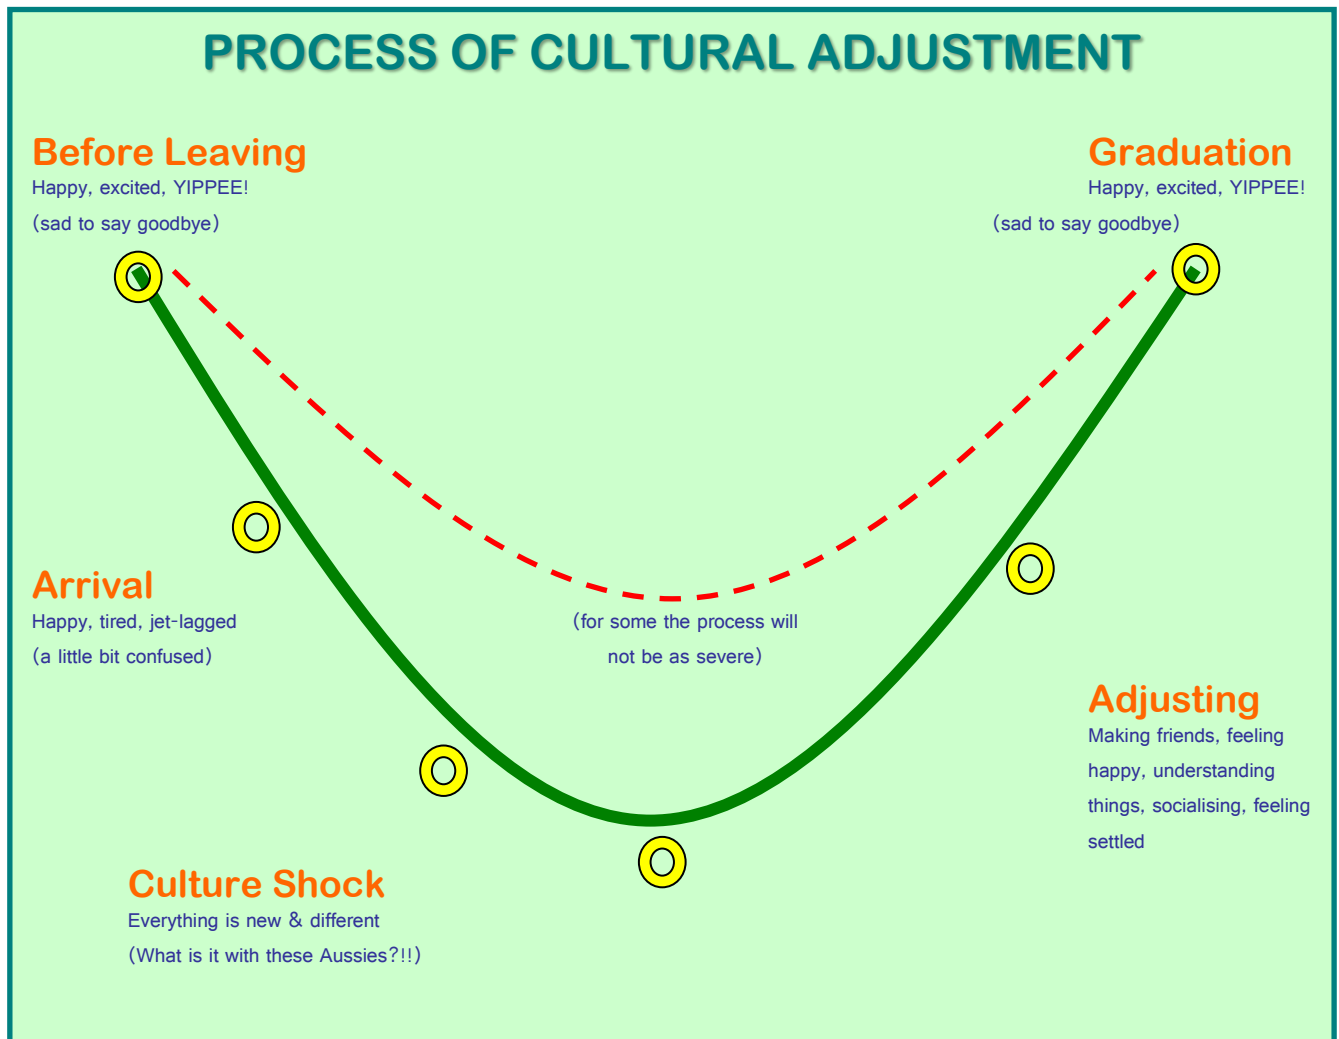 PROCESS OF CULTURAL ADJUSTMENT
Before Leaving
Happy, excited, YIPPEE!
(sad to say goodbye)
Graduation
Happy, excited, YIPPEE!
(sad to say goodbye)
Arrival
Happy, tired, jet-lagged
(a little bit confused)
(for some the process will
not be as severe)
Adjusting
Making friends, feeling
happy, understanding
things, socialising, feeling
settled
Culture Shock
Everything is new & different
(What is it with these Aussies?!!)